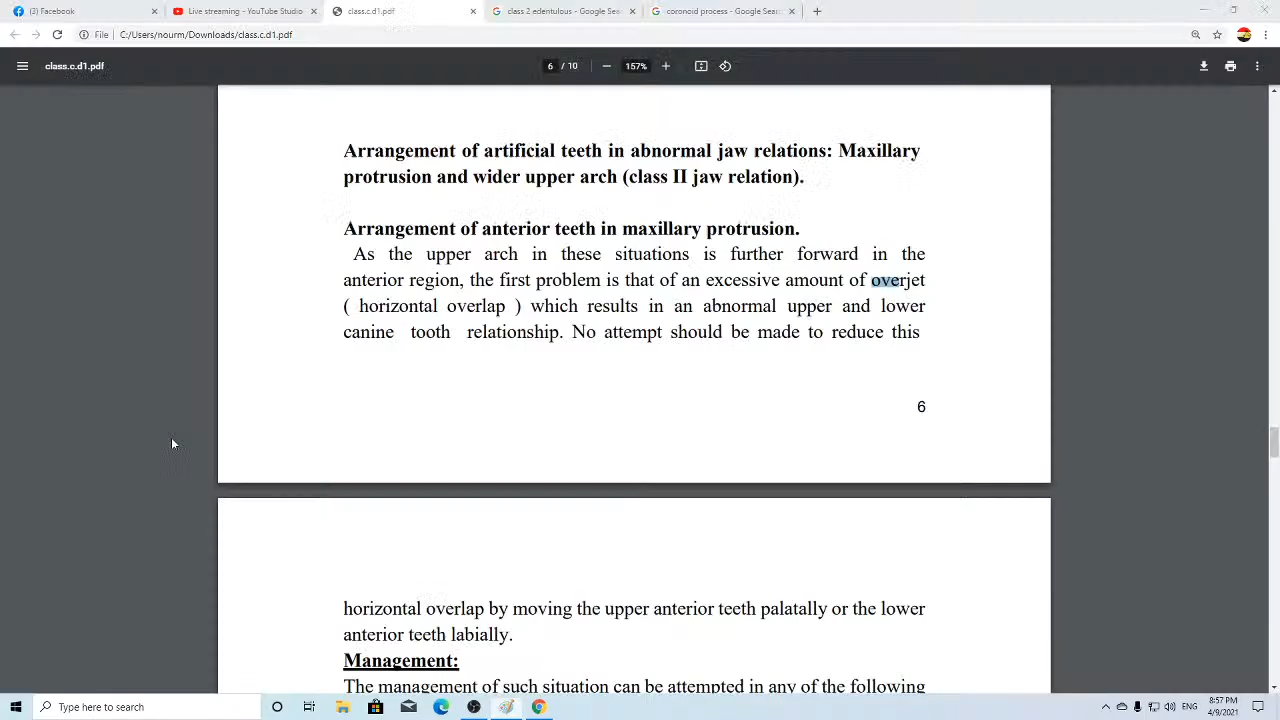 (3) Facebook
Live streaming - YouTube Studio
class.c.d1.pdf
class 2 edentulous - Google Sea
coronoid process - Google Sear
File
C:/Users/nourm/Downloads/class.c.d1.pdf
class.c.d1.pdf
6 / 10
157%
Arrangement of artificial teeth in abnormal jaw relations: Maxillary
protrusion and wider upper arch (class II jaw relation).
Arrangement of anterior teeth in maxillary protrusion.
As the upper arch in these situations is further forward in the
anterior region, the first problem is that of an excessive amount of overjet
( horizontal overlap ) which results in an abnormal upper and lower
canine tooth relationship. No attempt should be made to reduce this
6
horizontal overlap by moving the upper anterior teeth palatally or the lower
anterior teeth labially.
Management:
The management of such situation can be attempted in any of the following
Type here to search
ENG
8:57 PM
4/9/2021